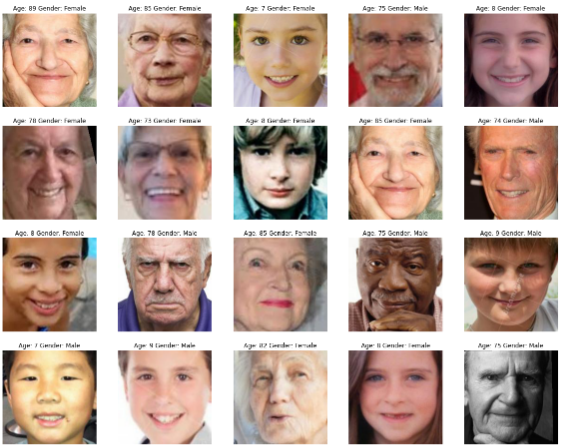 Age: 89 Gender: Female
Age: 85 Gender: Female
Age: 7 Gender: Female
Age: 75 Gender: Male
Age: 8 Gender: Female
Age: 78 Gender: Female
Age: 73 Gender: Female
Age: 8 Gender: Female
Age: 85 Gender: Female
Age: 74 Gender: Male
Age: 8 Gender: Female
Age: 78 Gender: Male
Age: 85 Gender: Female
Age: 75 Gender: Male
Age: 9 Gender: Male
Age: 7 Gender: Male
Age: 9 Gender: Male
Age: 82 Gender: Female
Age: 8 Gender: Female
Age: 75 Gender: Male